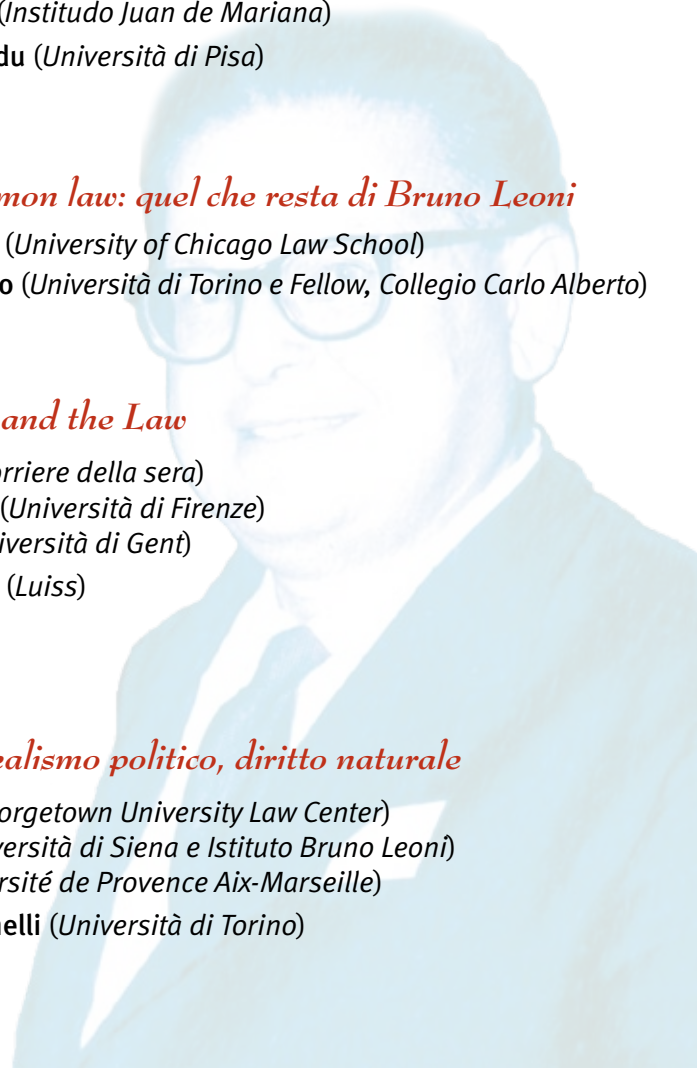 (Institudo Juan de Mariana)
du (Università di Pisa)
mon law: quel che resta di Bruno Leoni
(University of Chicago Law School)
o (Università di Torino e Fellow, Collegio Carlo Alberto)
and the Law
orriere della sera)
(Università di Firenze)
iversità di Gent)
(Luiss)
ealismo politico, diritto naturale
orgetown University Law Center)
versità di Siena e Istituto Bruno Leoni)
rsité de Provence Aix-Marseille)
nelli (Università di Torino)